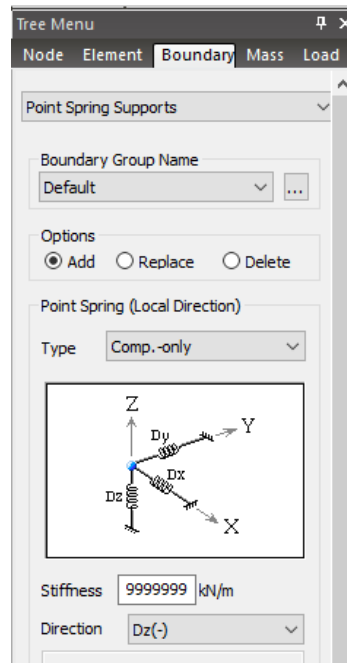 Tree Menu
Node Element Boundary Mass Load
Point Spring Supports
Boundary Group Name
Default ...
Options
Add Replace Delete
Point Spring (Local Direction)
Type Comp.-only
Z
Dy Y
Dx
Dz
X
Stiffness 9999999 kN/m
Direction Dz(-)